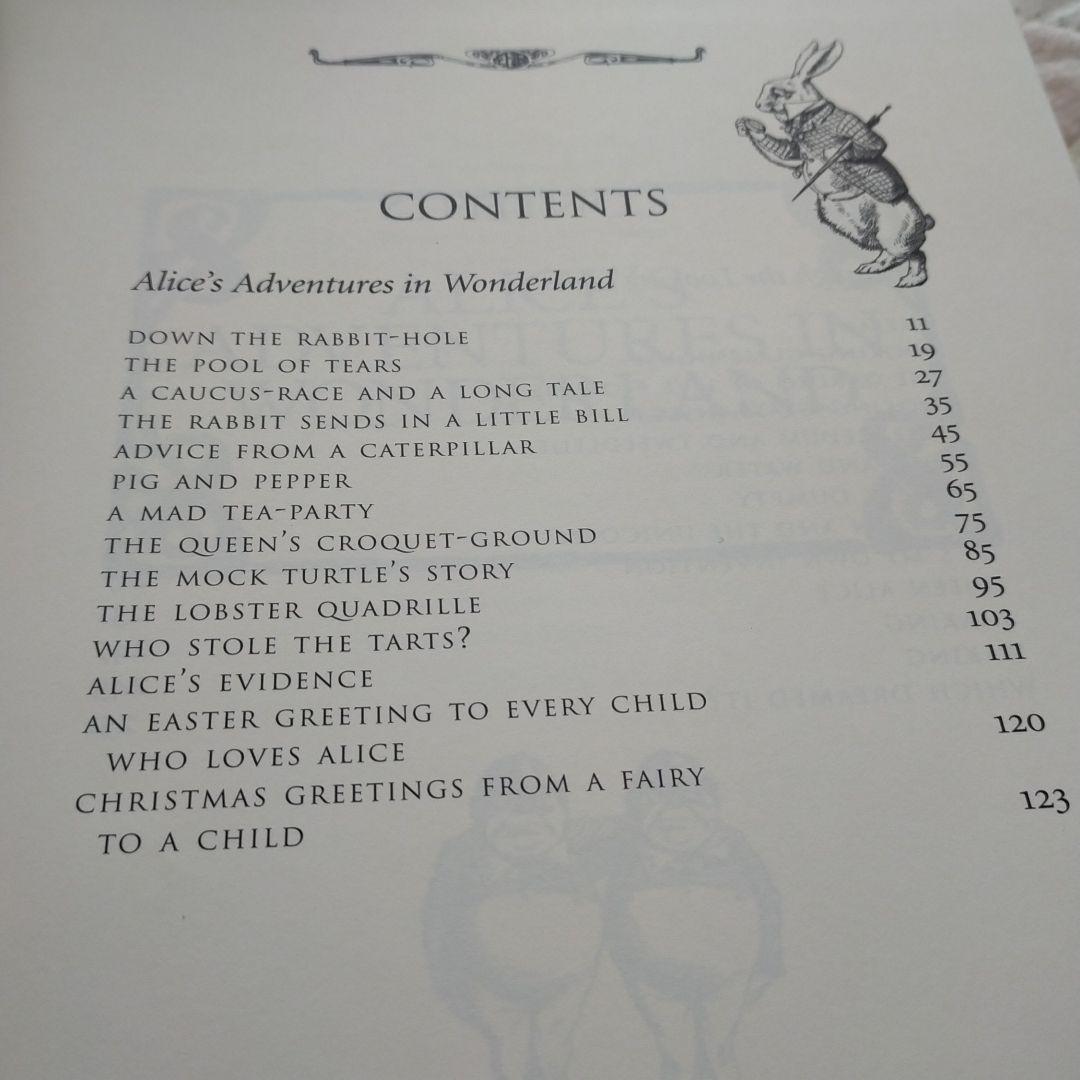 CONTENTS
Alice's Adventures in Wonderland
DOWN THE RABBIT-HOLE 11
THE POOL OF TEARS 19
A CAUCUS-RACE AND A LONG TALE 27
THE RABBIT SENDS IN A LITTLE BILL 35
ADVICE FROM A CATERPILLAR 45
PIG AND PEPPER 55
A MAD TEA-PARTY 65
THE QUEEN'S CROQUET-GROUND 75
THE MOCK TURTLE'S STORY 85
THE LOBSTER QUADRILLE 95
WHO STOLE THE TARTS? 103
ALICE'S EVIDENCE 111
AN EASTER GREETING TO EVERY CHILD
WHO LOVES ALICE 120
CHRISTMAS GREETINGS FROM A FAIRY
TO A CHILD 123